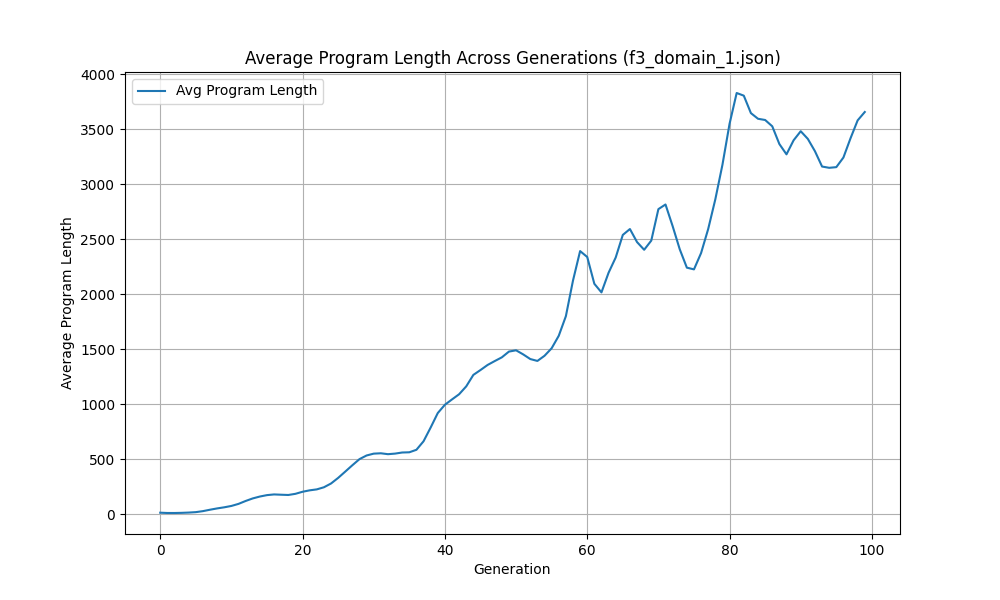 Average Program Length Across Generations (f3_domain_1.json)
Avg Program Length
Average Program Length
4000
3500
3000
2500
2000
1500
1000
500
0
0 20 40 60 80 100
Generation